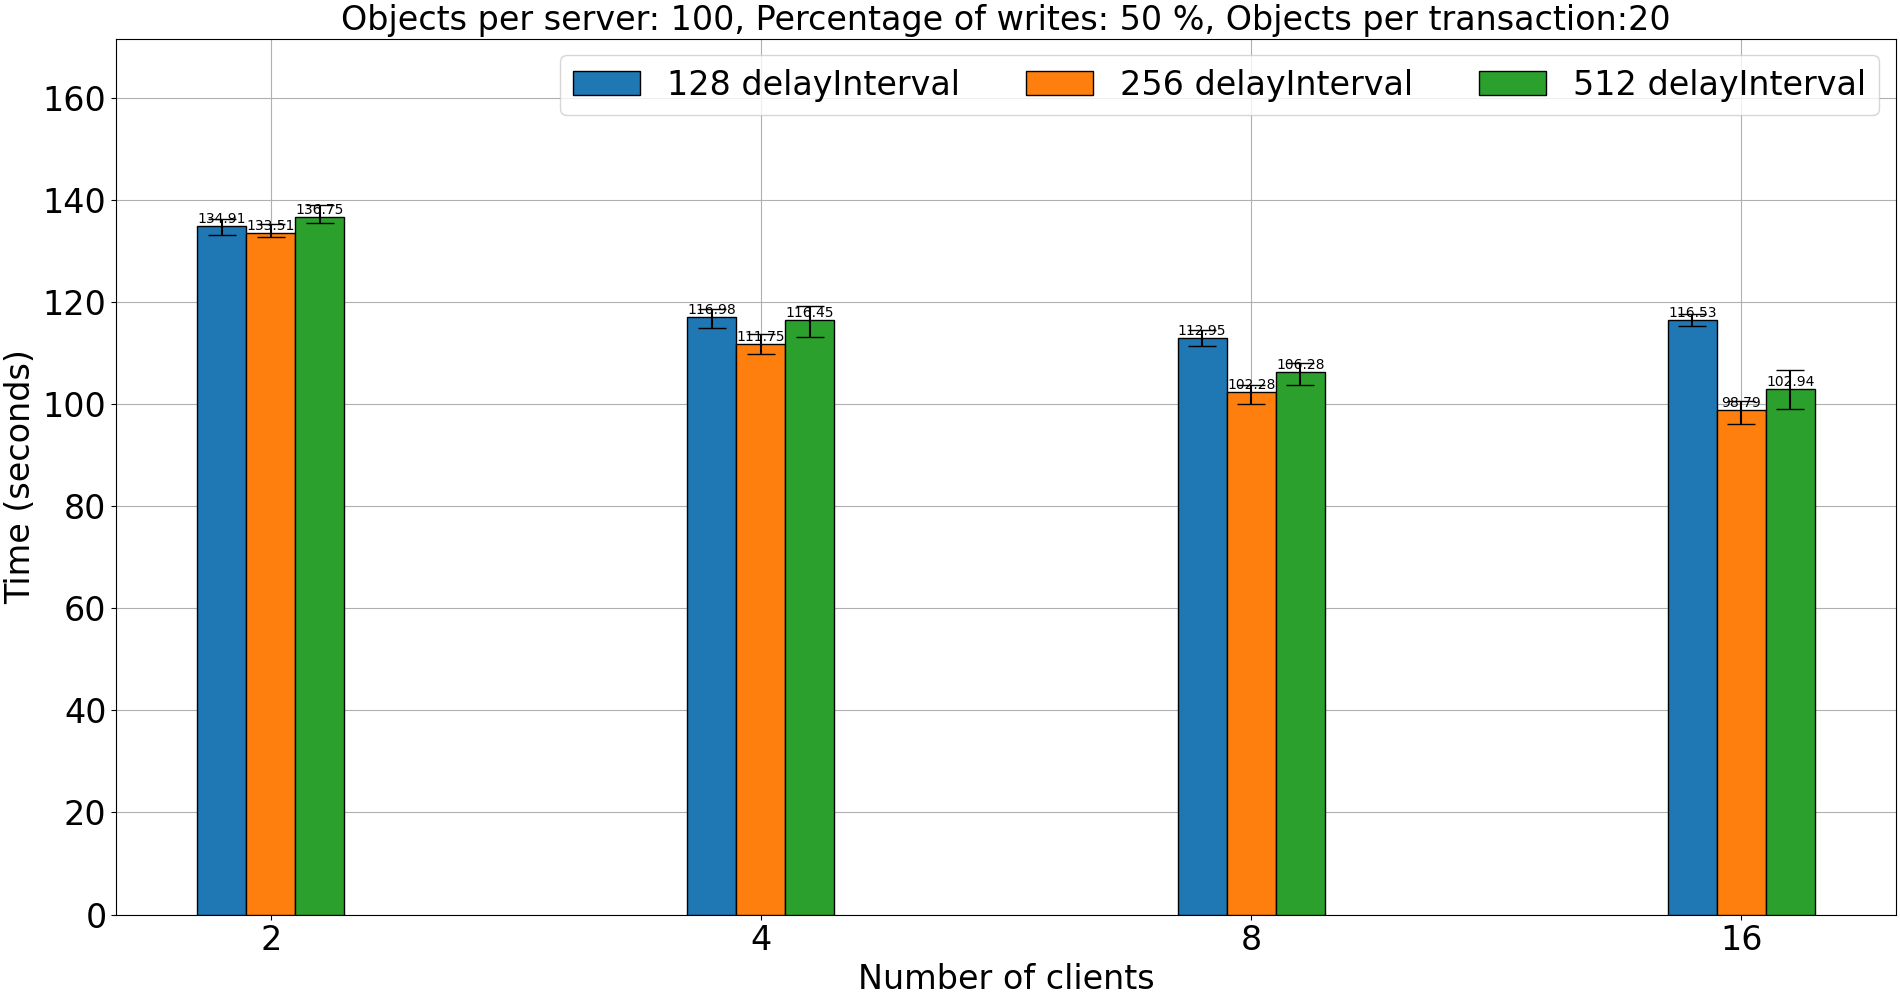 Objects per server: 100, Percentage of writes: 50 %, Objects per transaction:20
128 delayInterval 256 delayInterval 512 delayInterval
160
140
120
100
80
60
40
20
0
Time (seconds)
134.91 133.51 136.75
116.98 111.75 116.45
112.95 102.28 106.28
116.53 98.79 102.94
2 4 8 16
Number of clients